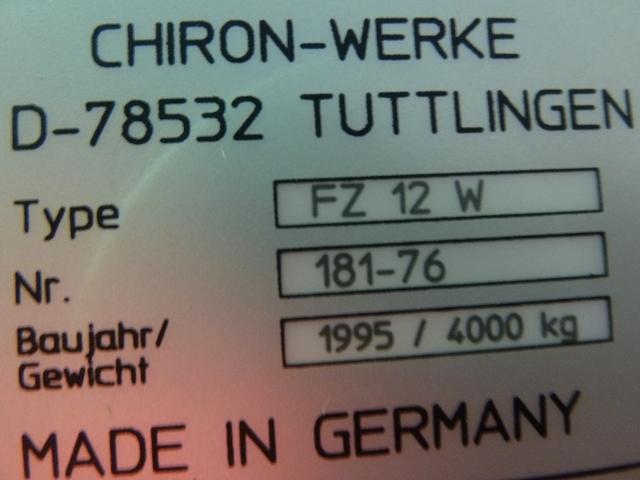 CHIRON-WERKE
D-78532 TUTTLINGEN
Type FZ 12 W
Nr. 181-76
Baujahr/
Gewicht 1995 / 4000 kg
MADE IN GERMANY